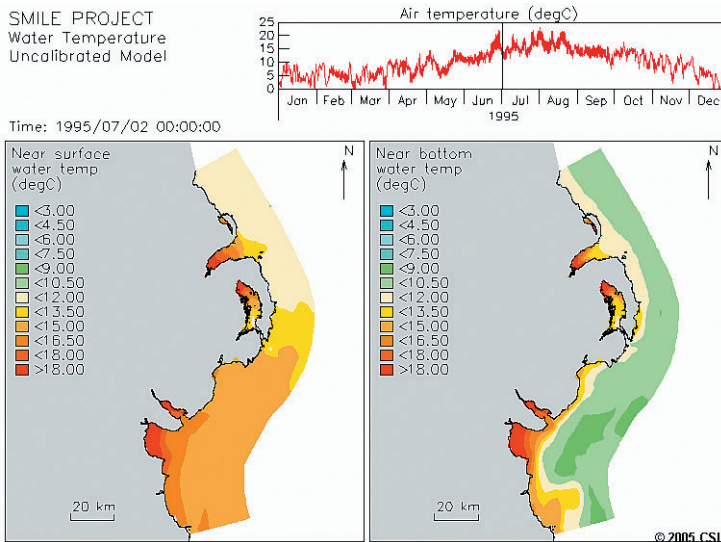 SMILE PROJECT
Water Temperature
Uncalibrated Model
Time: 1995/07/02 00:00:00
Air temperature (degC)
25
20
15
10
5
0
Jan Feb Mar Apr May Jun Jul Aug Sep Oct Nov Dec
1995
Near surface
water temp
(degC)
<3.00
<4.50
<6.00
<7.50
<9.00
<10.50
<12.00
<13.50
<15.00
<16.50
<18.00
>18.00
N
20 km
Near bottom
water temp
(degC)
<3.00
<4.50
<6.00
<7.50
<9.00
<10.50
<12.00
<13.50
<15.00
<16.50
<18.00
>18.00
N
20 km
© 2005 CSI